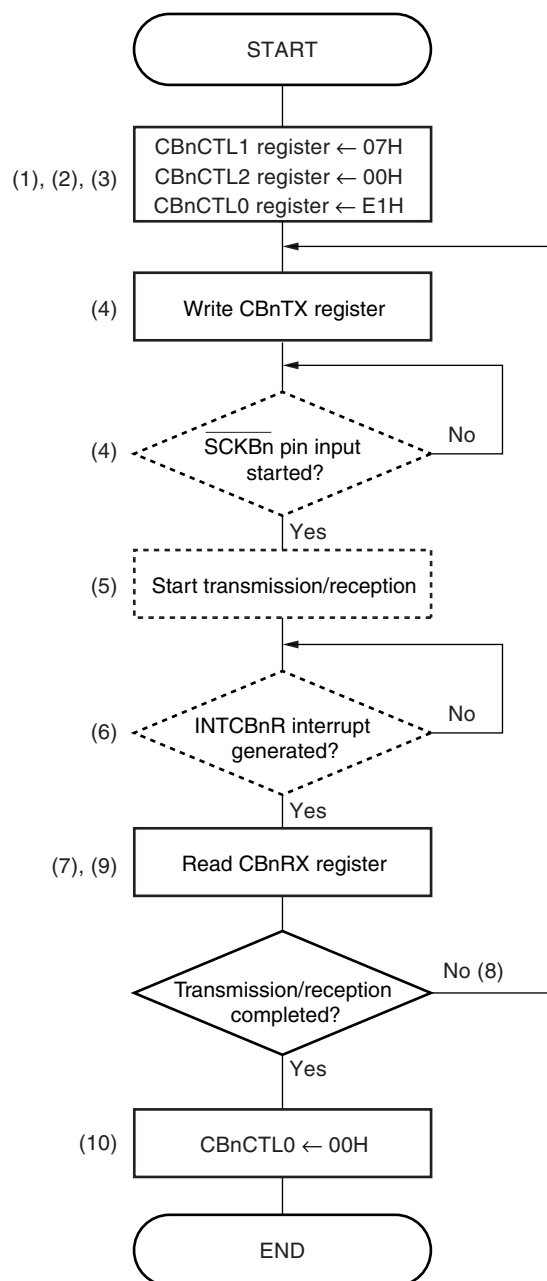 START
(1), (2), (3)
CBnCTL1 register ← 07H
CBnCTL2 register ← 00H
CBnCTL0 register ← E1H
(4)
Write CBnTX register
(4)
SCKBn pin input
started?
No
Yes
(5)
Start transmission/reception
(6)
INTCBnR interrupt
generated?
No
Yes
(7), (9)
Read CBnRX register
Transmission/reception
completed?
No (8)
Yes
(10)
CBnCTL0 ← 00H
END